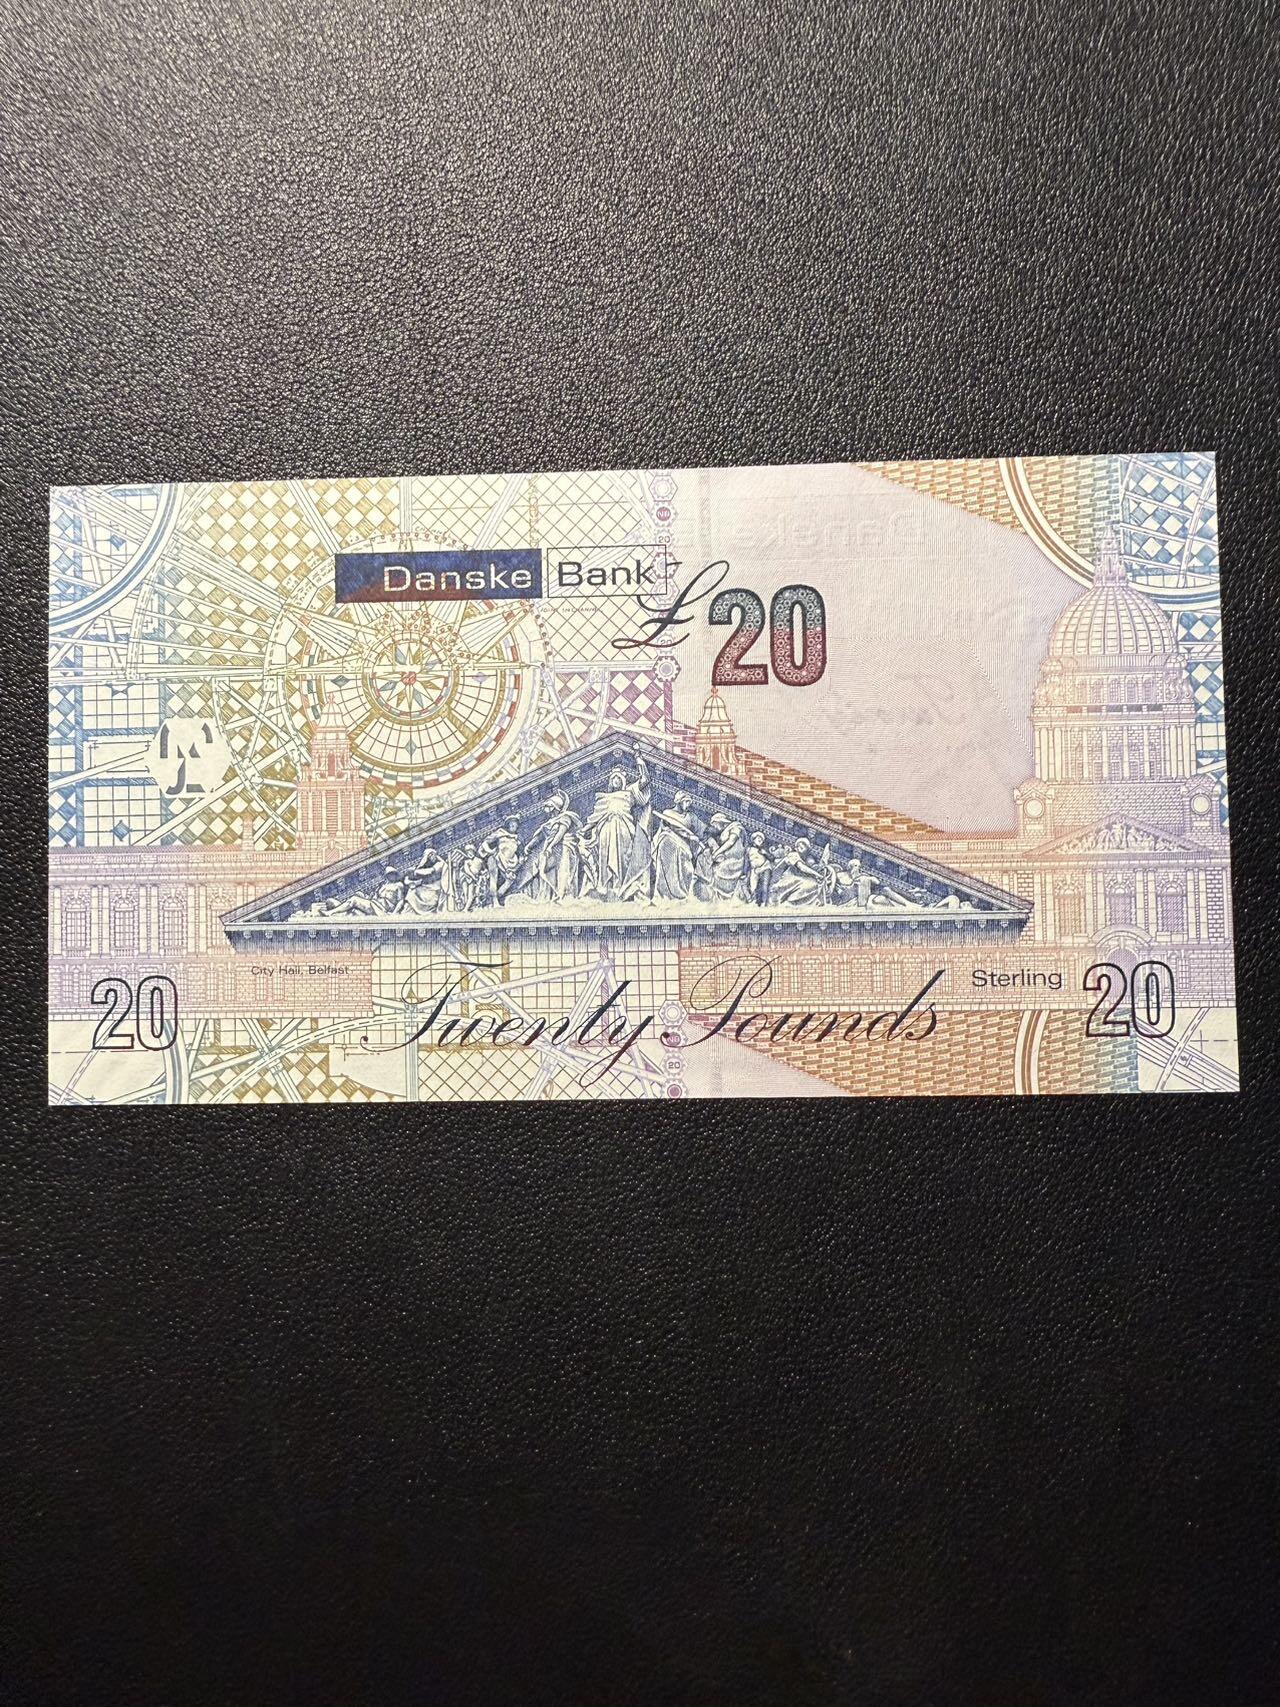 Danske Bank
£20
City Hall, Belfast
Sterling
20
Twenty Pounds
20